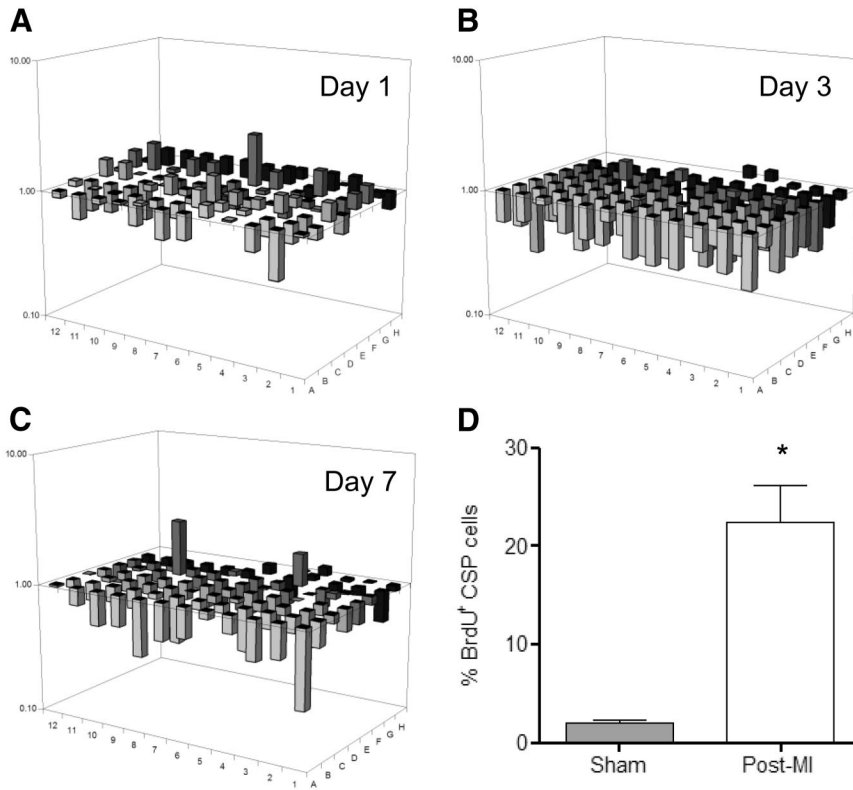 A
Day 1
10.00
1.00
0.10
12 11 10 9 8 7 6 5 4 3 2 1
A B C D E F G H
B
Day 3
10.00
1.00
0.10
12 11 10 9 8 7 6 5 4 3 2 1
A B C D E F G H
C
Day 7
10.00
1.00
0.10
12 11 10 9 8 7 6 5 4 3 2 1
A B C D E F G H
D
% BrdU⁺ CSP cells
30
20
10
0
*
Sham Post-MI